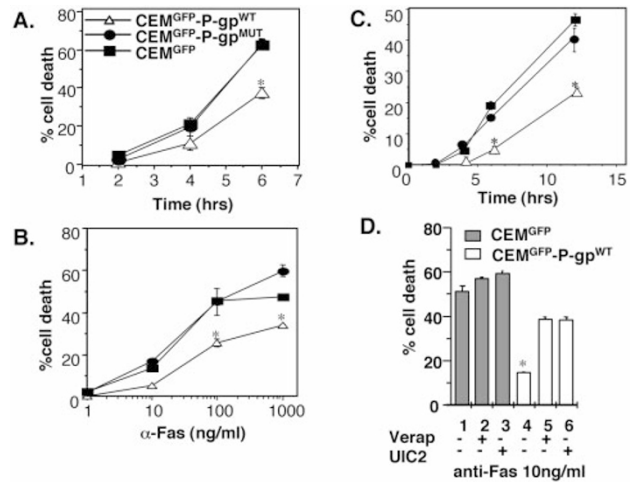 A.
CEM^GFP-P-gp^WT
CEM^GFP-P-gp^MUT
CEM^GFP
% cell death
80
60
40
20
0
*
1 2 3 4 5 6 7
Time (hrs)
B.
%cell death
80
60
40
20
0
* *
1 10 100 1000
α-Fas (ng/ml)
C.
%cell death
50
40
30
20
10
0
* *
0 5 10 15
Time (hrs)
D.
CEM^GFP
CEM^GFP-P-gp^WT
% cell death
80
60
40
20
0
*
1 2 3 4 5 6
Verap - + - - + -
UIC2 - - + - - +
anti-Fas 10ng/ml